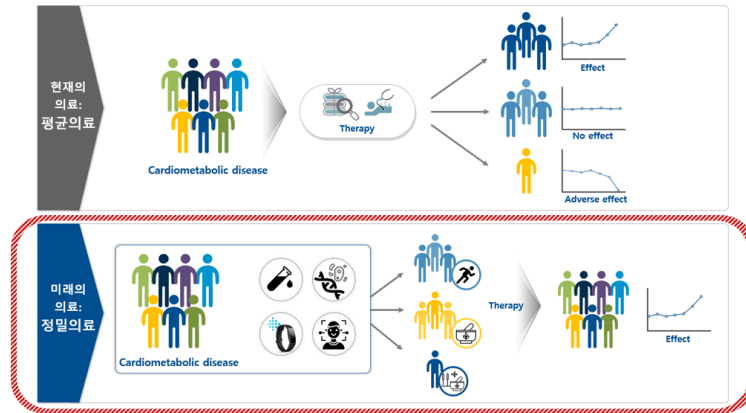 현재의
의료:
평균의료
Cardiometabolic disease
Therapy
Effect
No effect
Adverse effect
미래의
의료:
정밀의료
Cardiometabolic disease
Therapy
Effect